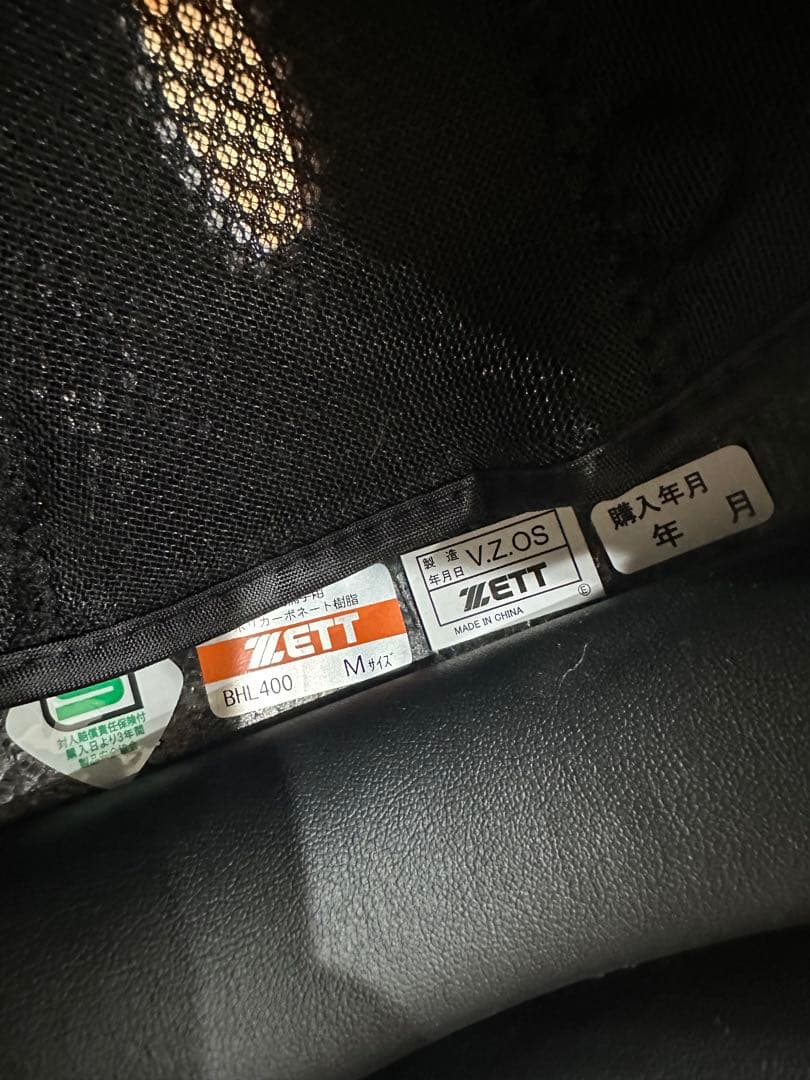 対人賠償責任保険付
購入日より3年間
カーボネート樹脂
ZETT
BHL400 Mサイズ
製造
年月日
V.Z.OS
ZETT
MADE IN CHINA
E
購入年月
年 月